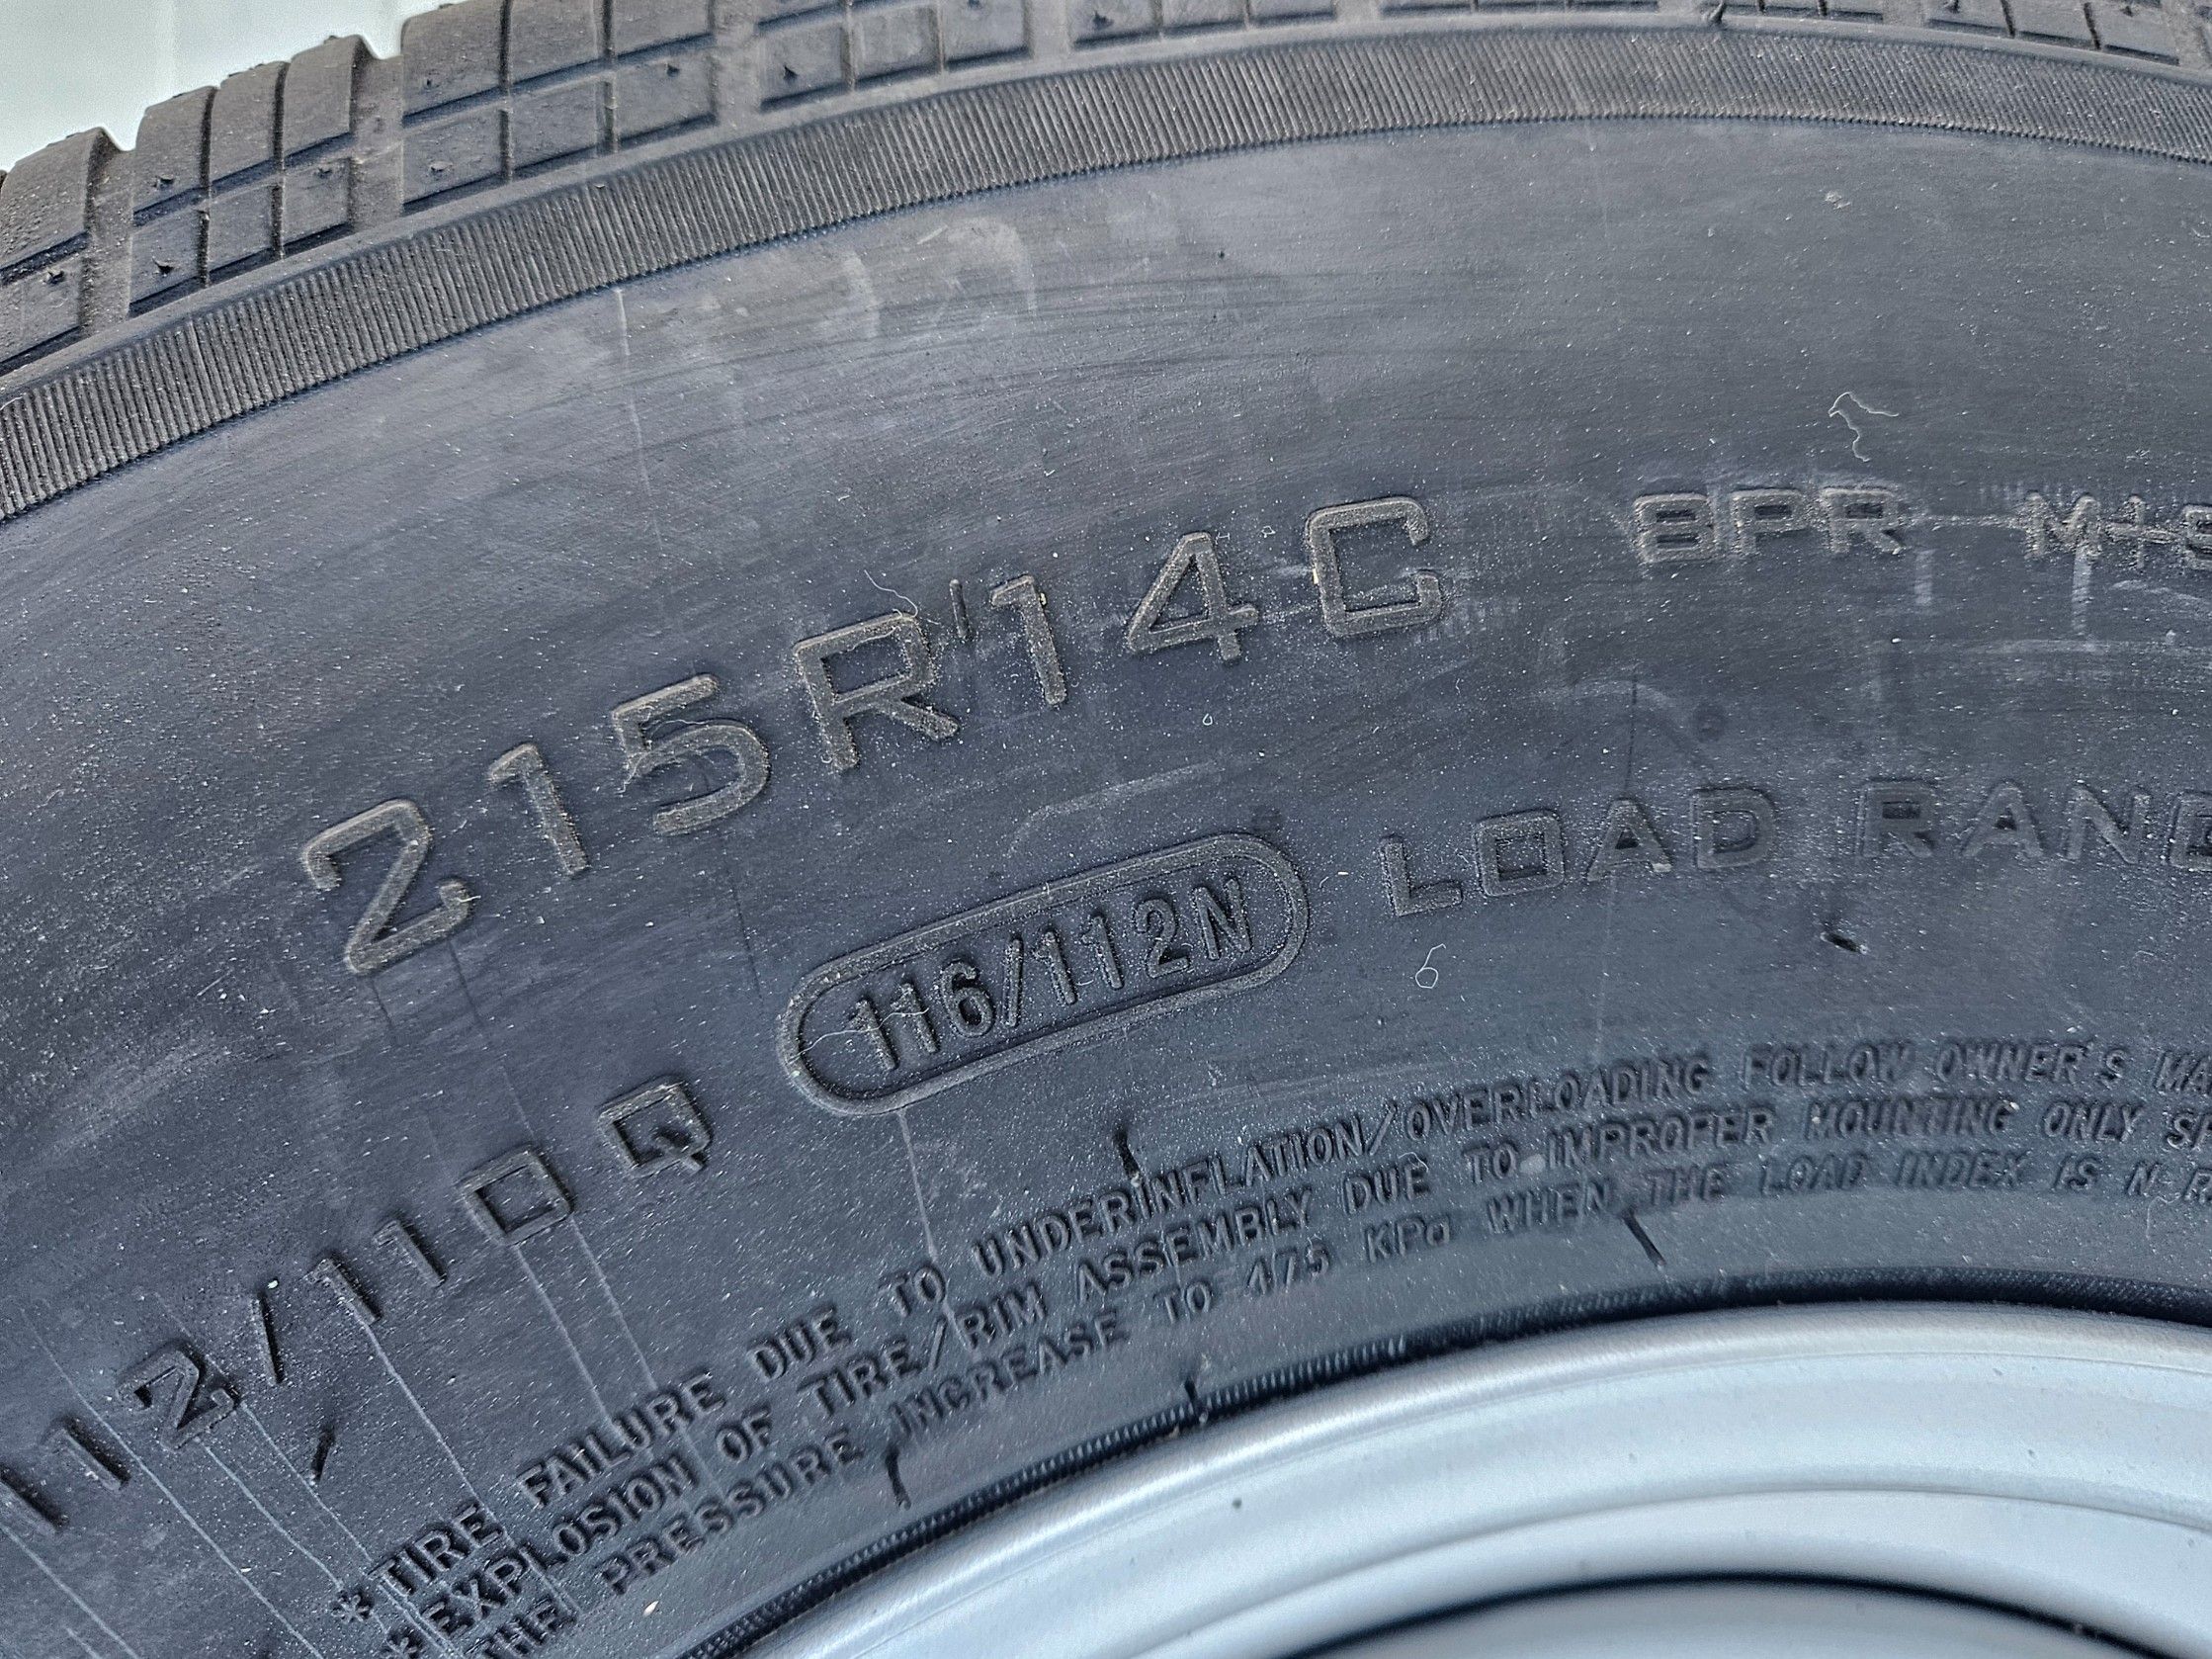 215R14C 8PR M+S
112/110Q 116/112N LOAD RANG
*TIRE FAILURE DUE TO UNDERINFLATION/OVERLOADING FOLLOW OWNER'S MA
*EXPLOSION OF TIRE/RIM ASSEMBLY DUE TO IMPROPER MOUNTING ONLY
THE PRESSURE INCREASE TO 475 KPa WHEN THE LOAD INDEX IS N